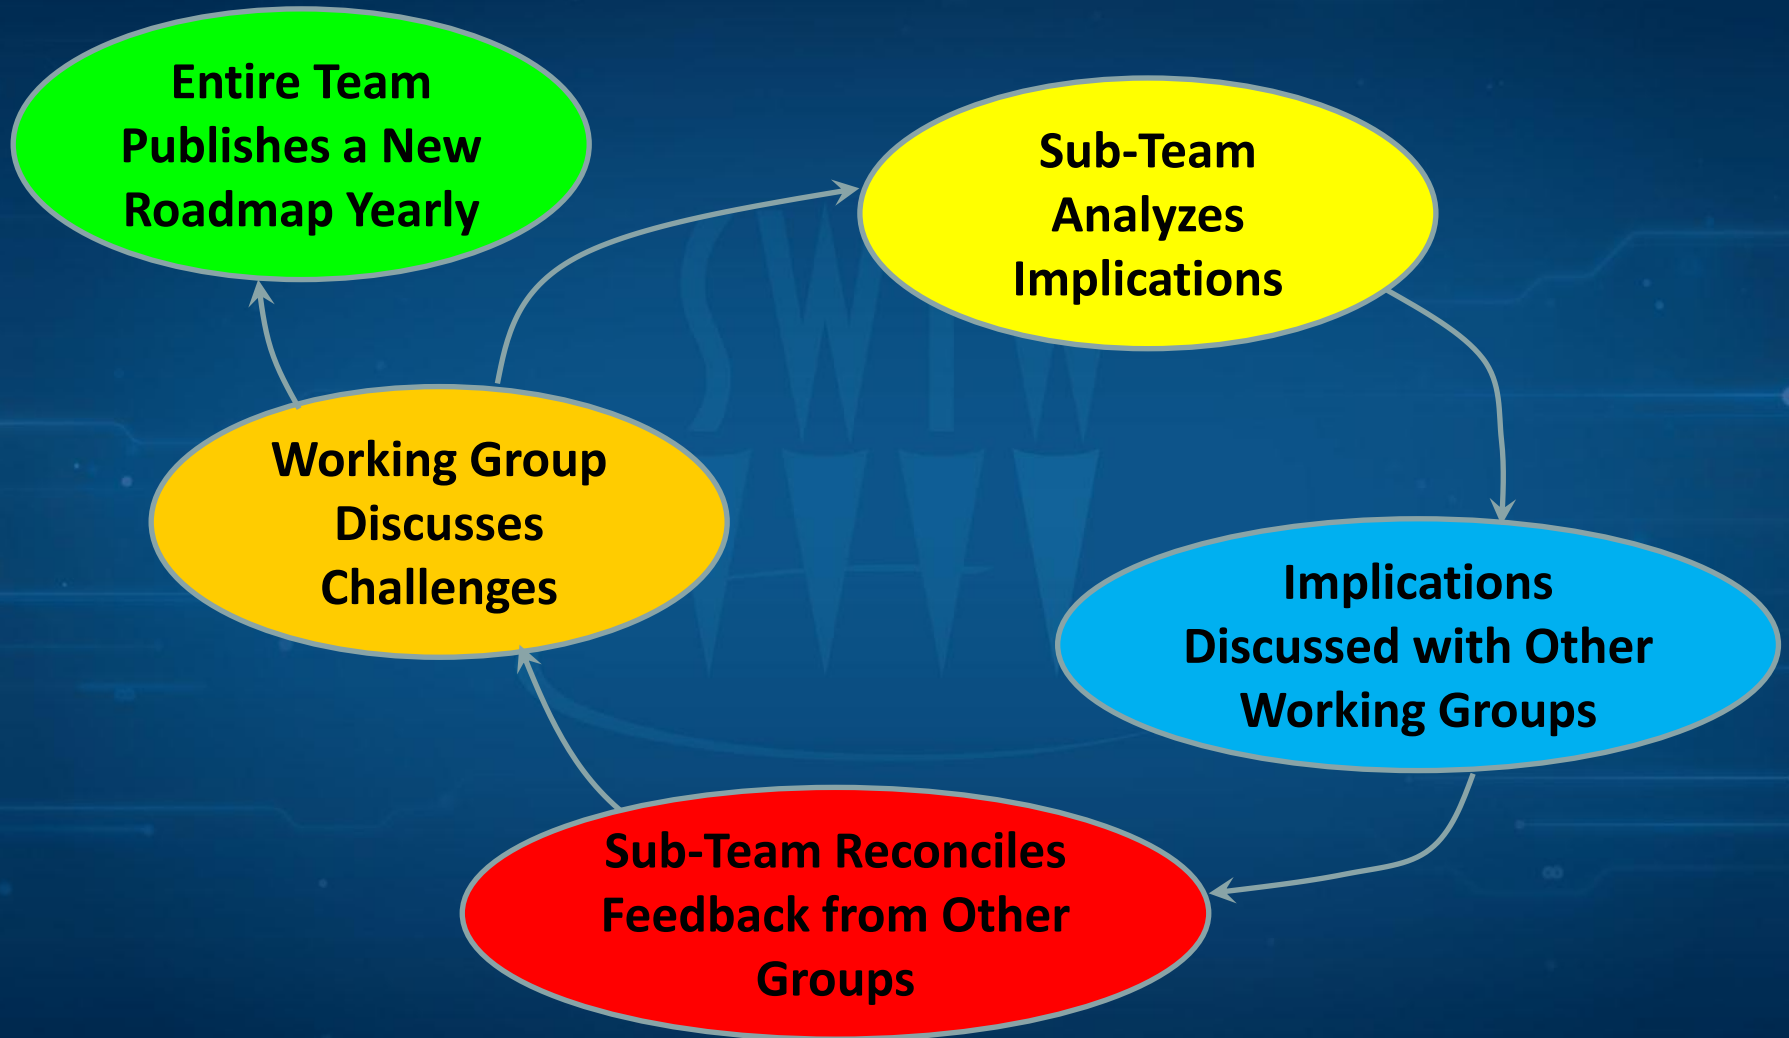 Entire Team
Publishes a New
Roadmap Yearly
Sub-Team
Analyzes
Implications
Working Group
Discusses
Challenges
Implications
Discussed with Other
Working Groups
Sub-Team Reconciles
Feedback from Other
Groups
SWTW